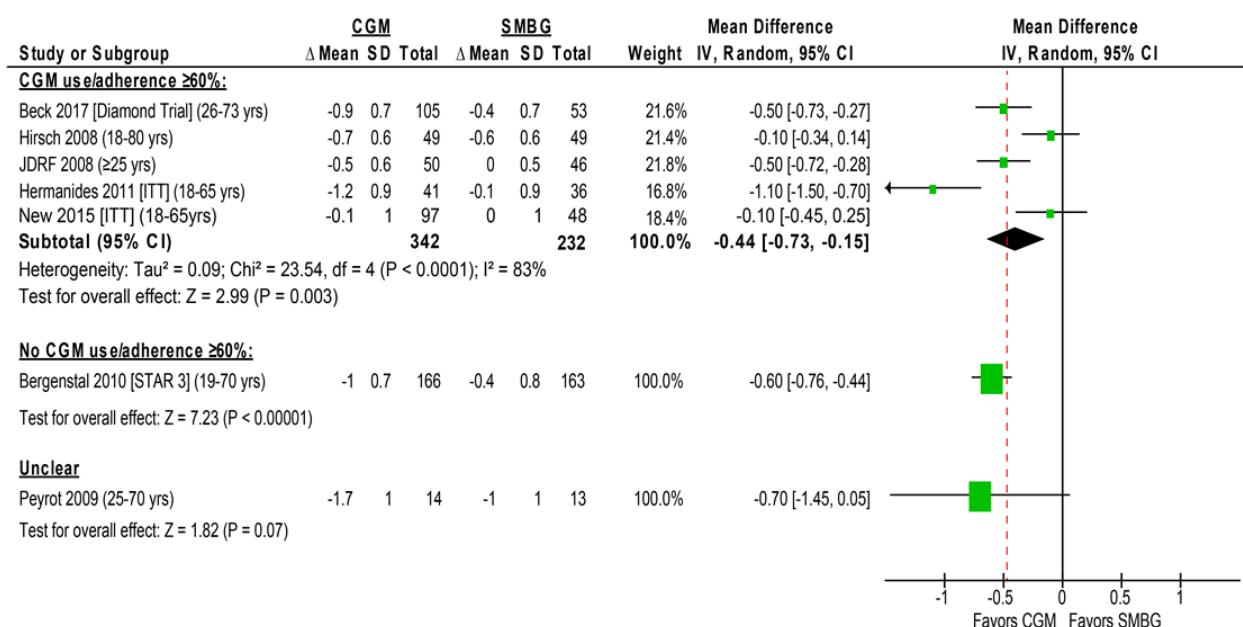 CGM SMBG Mean Difference Mean Difference
Study or Subgroup Δ Mean SD Total Δ Mean SD Total Weight IV, Random, 95% CI IV, Random, 95% CI
CGM use/adherence ≥60%:
Beck 2017 [Diamond Trial] (26-73 yrs) -0.9 0.7 105 -0.4 0.7 53 21.6% -0.50 [-0.73, -0.27]
Hirsch 2008 (18-80 yrs) -0.7 0.6 49 -0.6 0.6 49 21.4% -0.10 [-0.34, 0.14]
JDRF 2008 (≥25 yrs) -0.5 0.6 50 0 0.5 46 21.8% -0.50 [-0.72, -0.28]
Hermanides 2011 [ITT] (18-65 yrs) -1.2 0.9 41 -0.1 0.9 36 16.8% -1.10 [-1.50, -0.70]
New 2015 [ITT] (18-65yrs) -0.1 1 97 0 1 48 18.4% -0.10 [-0.45, 0.25]
Subtotal (95% CI) 342 232 100.0% -0.44 [-0.73, -0.15]
Heterogeneity: Tau² = 0.09; Chi² = 23.54, df = 4 (P < 0.0001); I² = 83%
Test for overall effect: Z = 2.99 (P = 0.003)
No CGM use/adherence ≥60%:
Bergenstal 2010 [STAR 3] (19-70 yrs) -1 0.7 166 -0.4 0.8 163 100.0% -0.60 [-0.76, -0.44]
Test for overall effect: Z = 7.23 (P < 0.00001)
Unclear
Peyrot 2009 (25-70 yrs) -1.7 1 14 -1 1 13 100.0% -0.70 [-1.45, 0.05]
Test for overall effect: Z = 1.82 (P = 0.07)
-1 -0.5 0 0.5 1
Favors CGM Favors SMBG